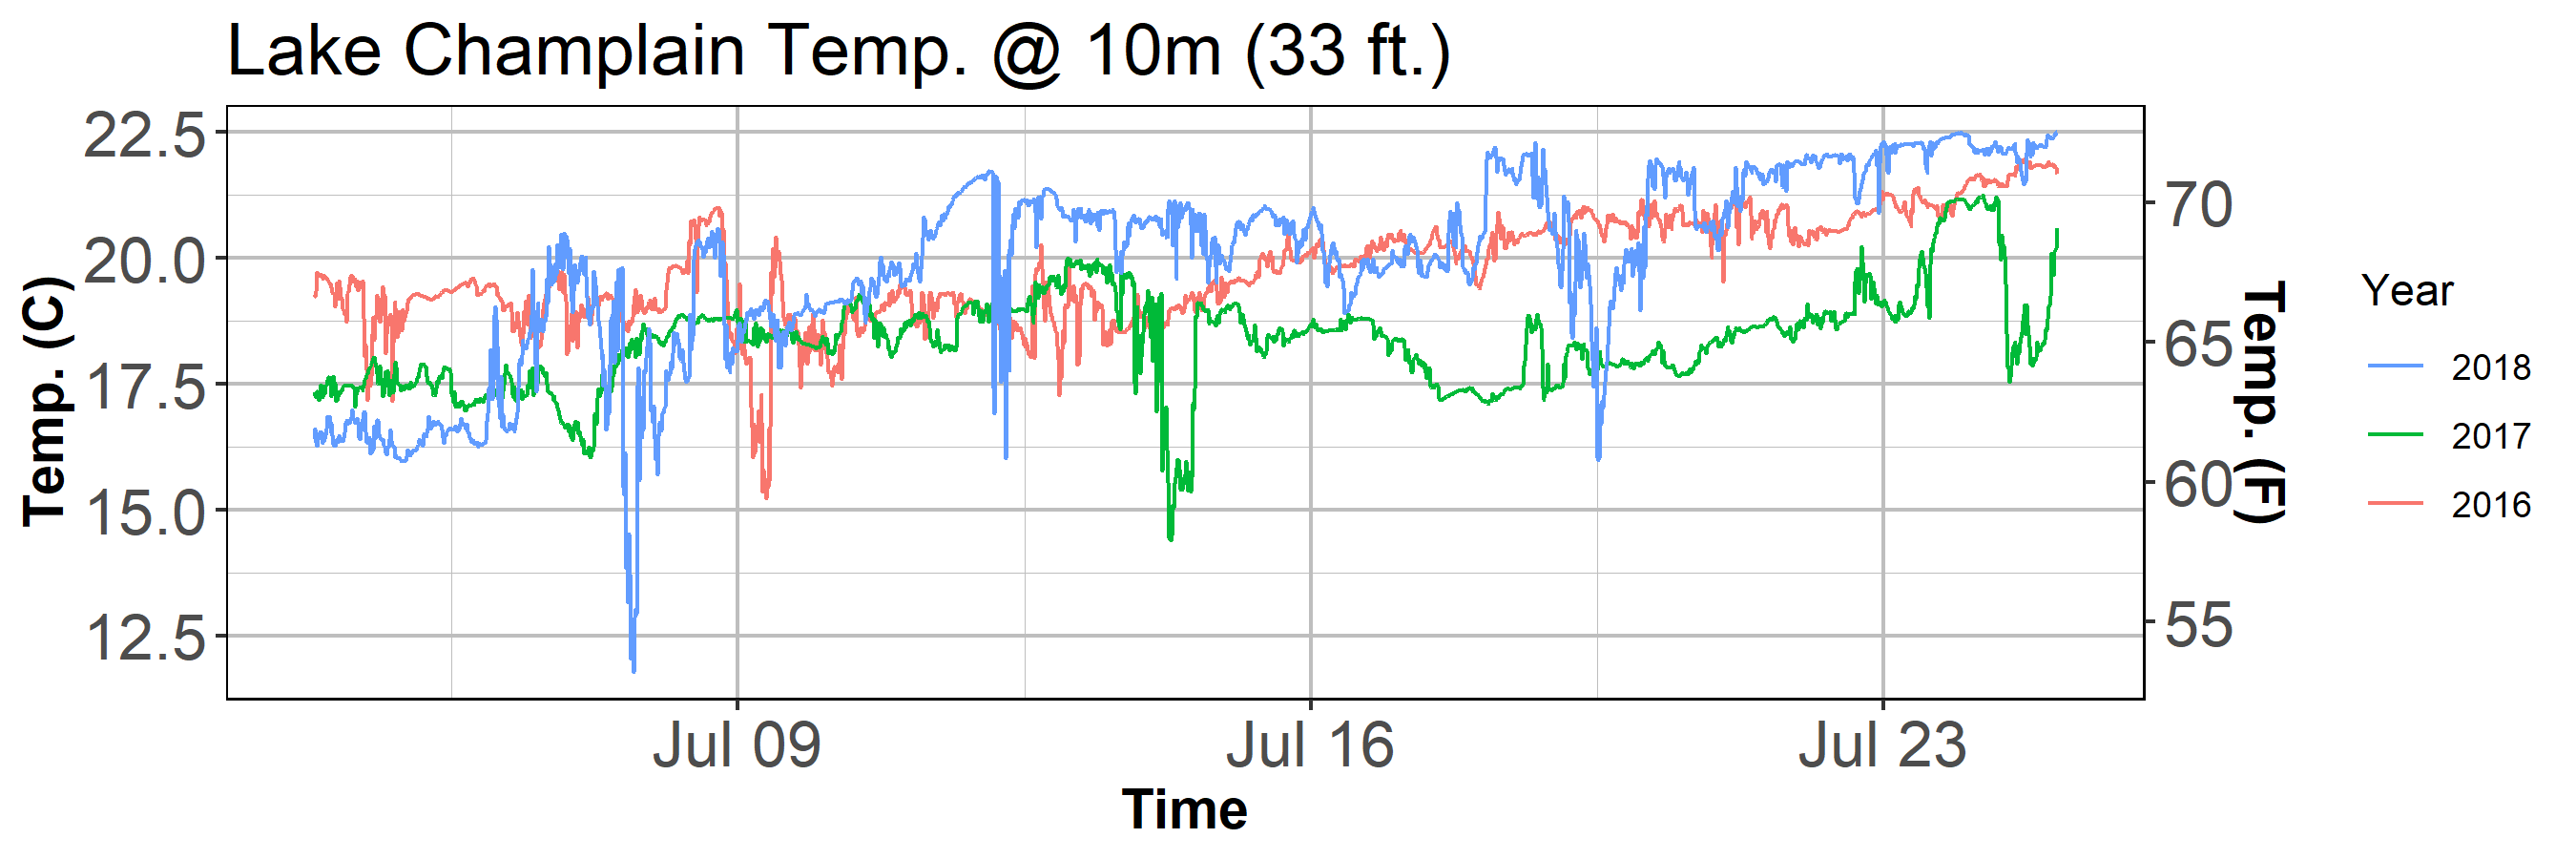 Lake Champlain Temp. @ 10m (33 ft.)
22.5
20.0
17.5
15.0
12.5
Temp. (C)
70
65
60
55
Temp. (F)
Jul 09
Jul 16
Jul 23
Time
Year
2018
2017
2016